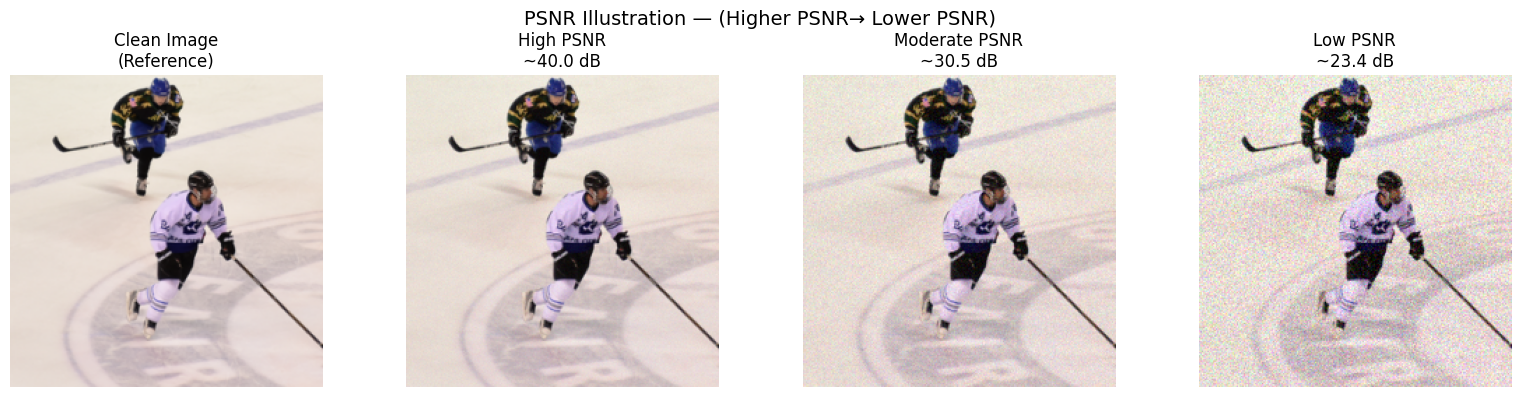 PSNR Illustration — (Higher PSNR→ Lower PSNR)
Clean Image
(Reference)
High PSNR
~40.0 dB
Moderate PSNR
~30.5 dB
Low PSNR
~23.4 dB